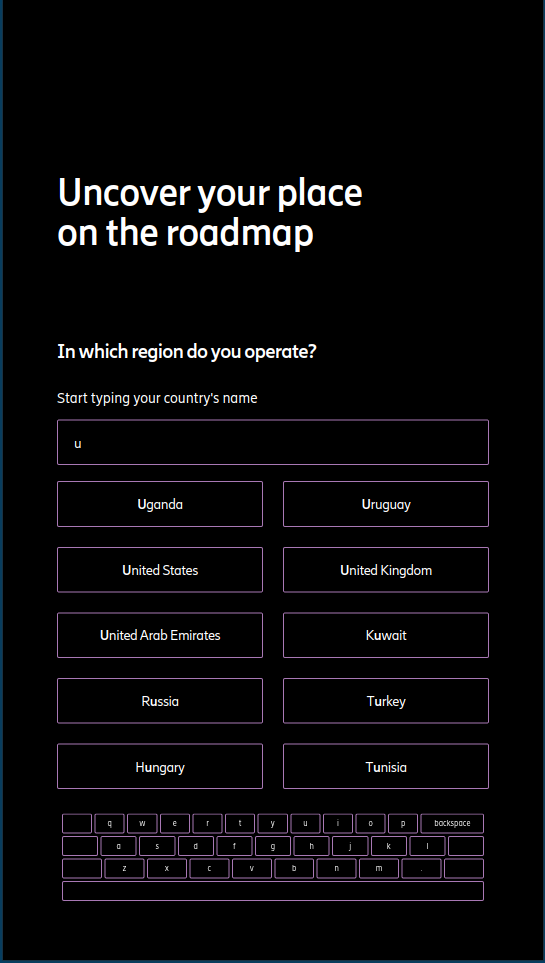 Uncover your place
on the roadmap
In which region do you operate?
Start typing your country's name
u
Uganda Uruguay
United States United Kingdom
United Arab Emirates Kuwait
Russia Turkey
Hungary Tunisia
q w e r t y u i o p backspace
a s d f g h j k l
z x c v b n m .